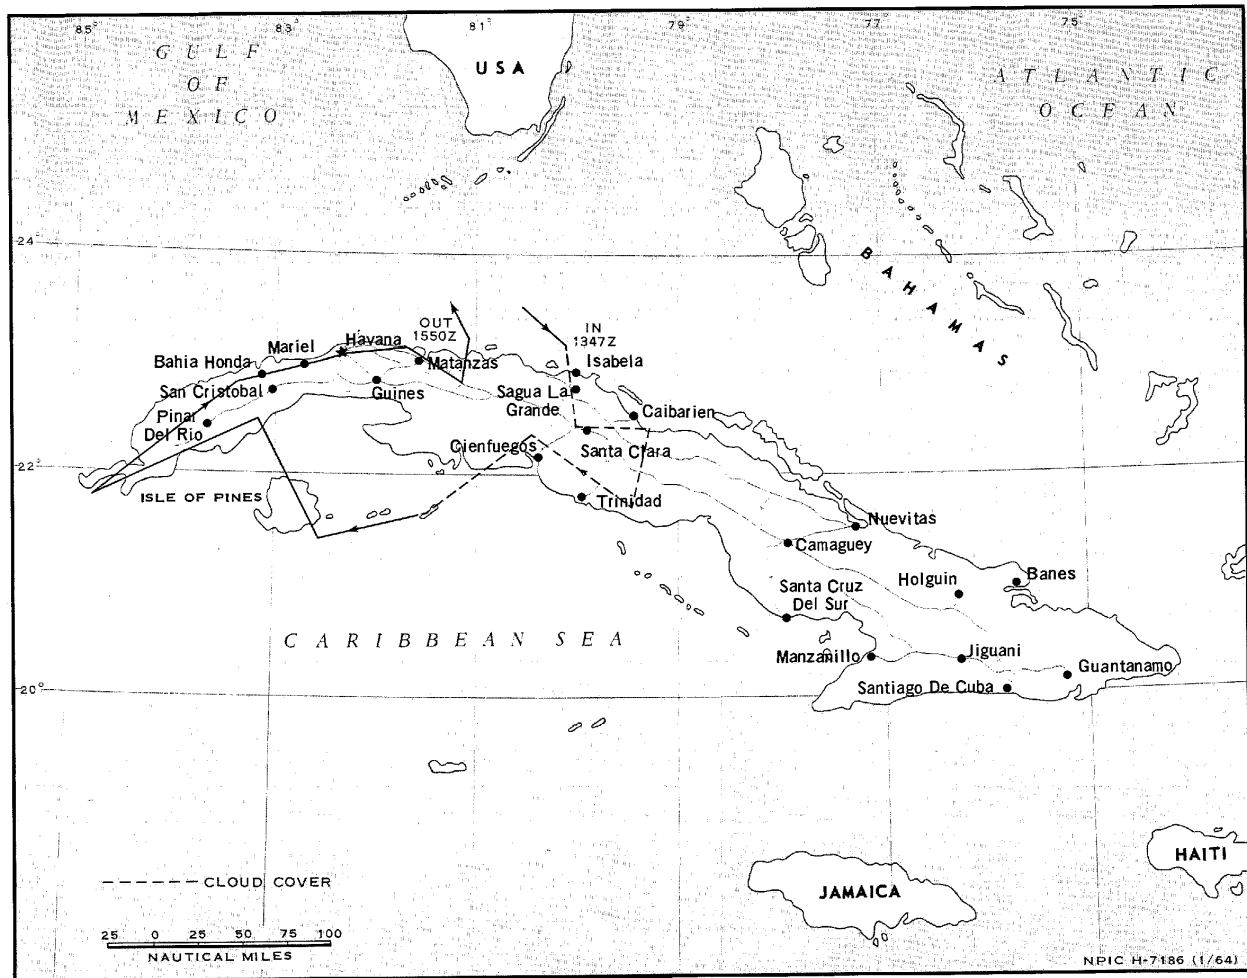 85°
83°
81°
79°
77°
75°
GULF
OF
MEXICO
USA
ATLANTIC
OCEAN
24°
BAHAMAS
OUT
1550Z
IN
1347Z
Havana
Mariel
Bahia Honda
Matanzas
Isabela
San Cristobal
Guines
Sagua La
Grande
Pinar
Del Rio
Caibarien
Cienfuegos
Santa Clara
22°
ISLE OF PINES
Trinidad
Nuevitas
Camaguey
Holguin
Banes
Santa Cruz
Del Sur
CARIBBEAN SEA
Manzanillo
Jiguani
Guantanamo
20°
Santiago De Cuba
HAITI
JAMAICA
CLOUD COVER
25 0 25 50 75 100
NAUTICAL MILES
NPIC H-7186 (1/64)